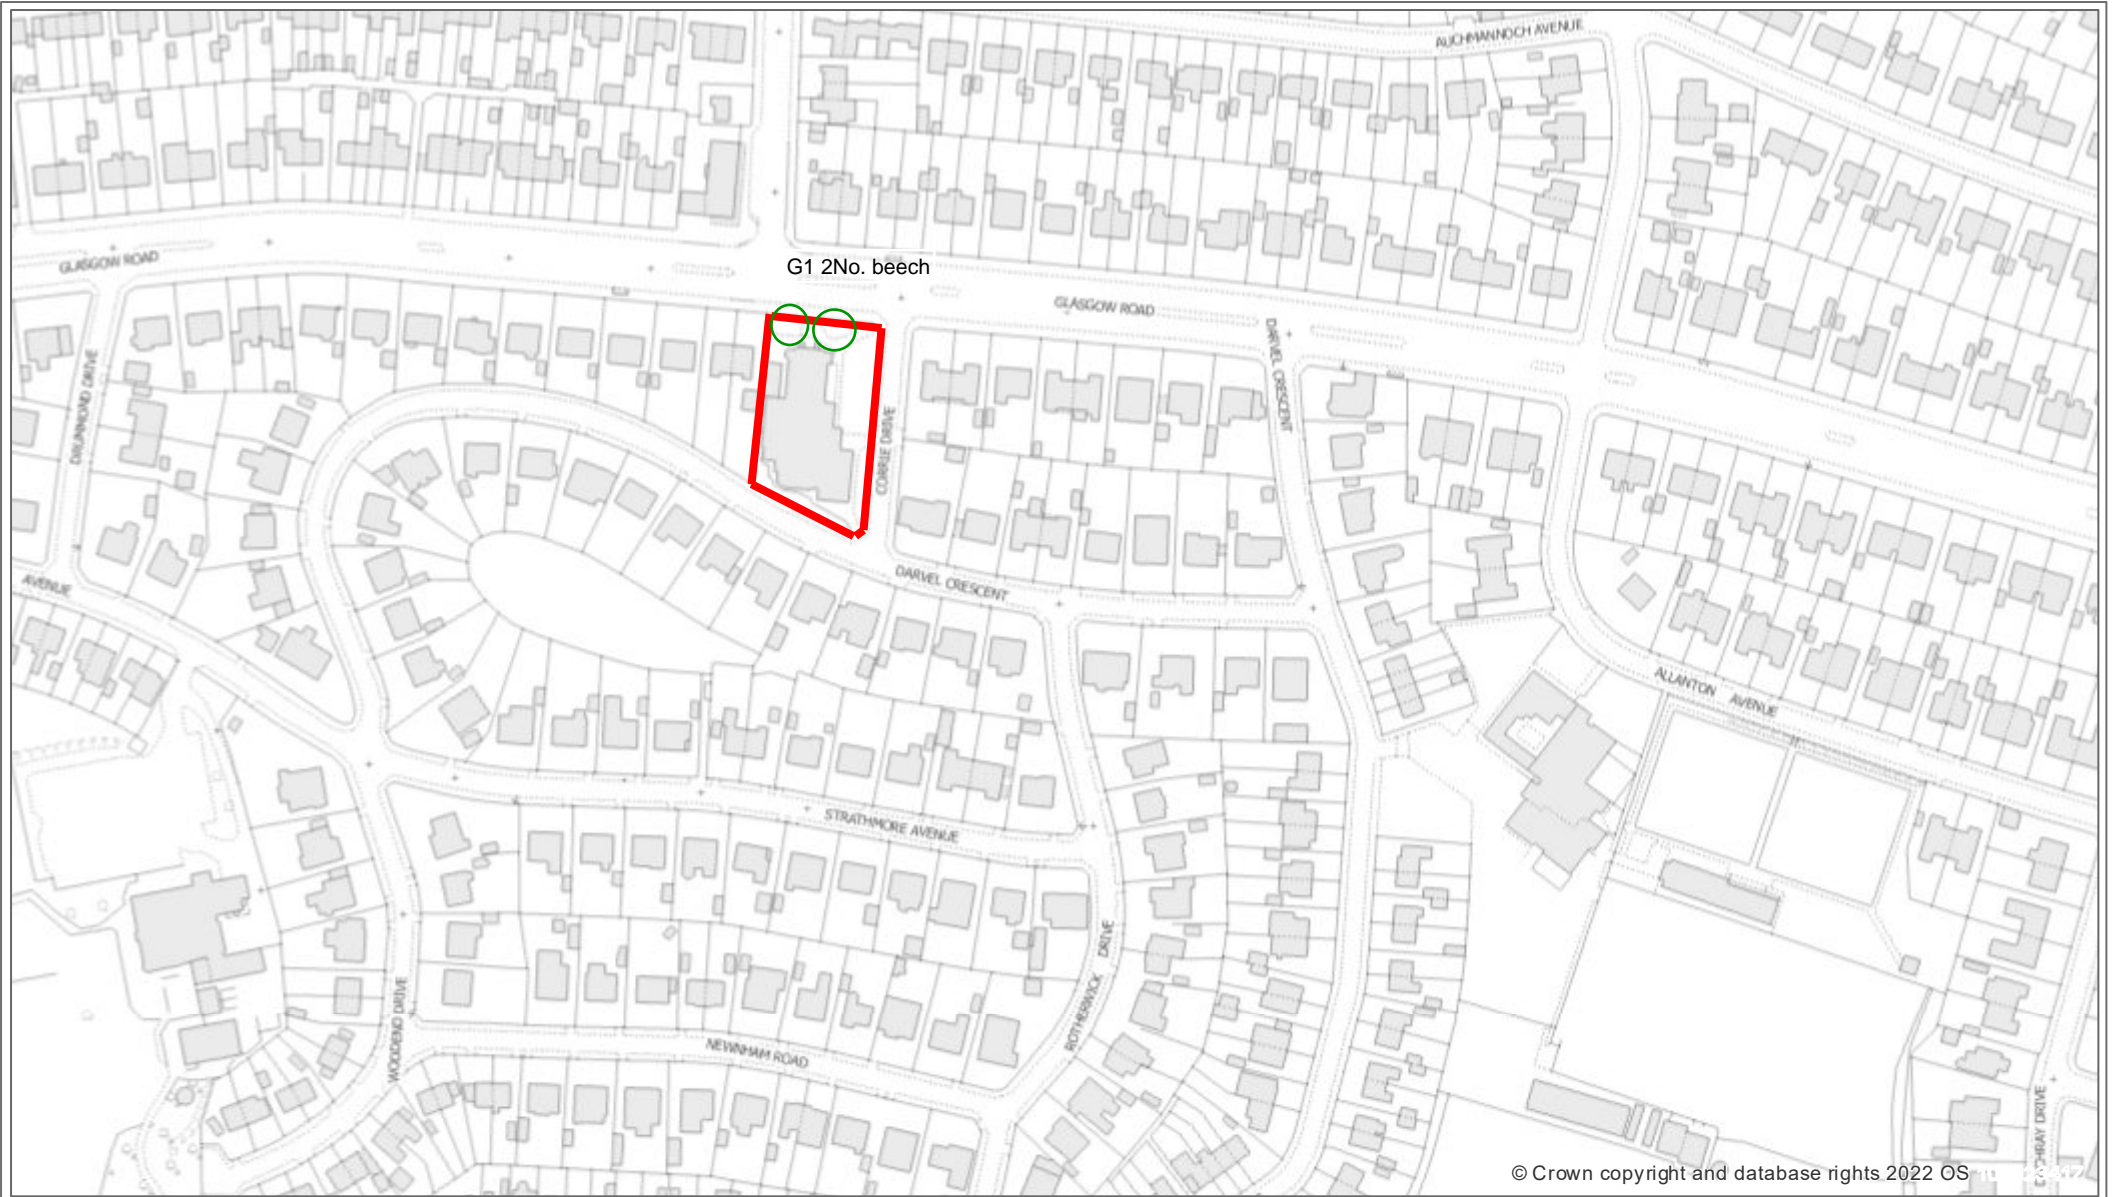 AUCHMANNOCH AVENUE
GLASGOW ROAD
G1 2No. beech
GLASGOW ROAD
DARVEL CRESCENT
DRUMMOND DRIVE
CORRIE DRIVE
AVENUE
DARVEL CRESCENT
ALLANTON AVENUE
STRATHMORE AVENUE
ROTHERWICK DRIVE
WOODEND DRIVE
NEWNHAM ROAD
DRIVE
© Crown copyright and database rights 2022 OS